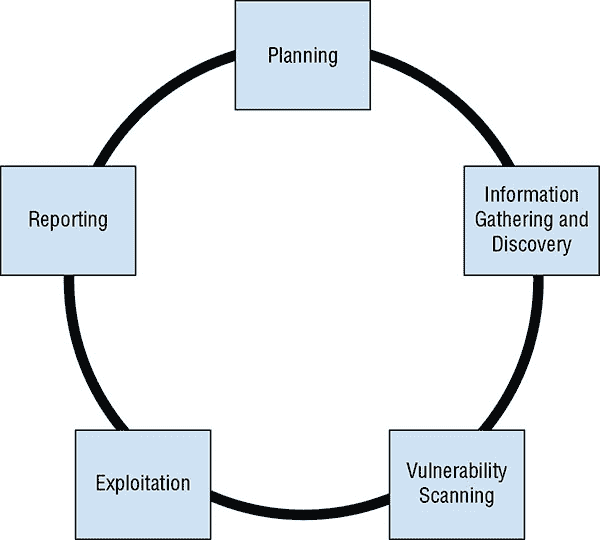 Planning
Information
Gathering and
Discovery
Vulnerability
Scanning
Exploitation
Reporting